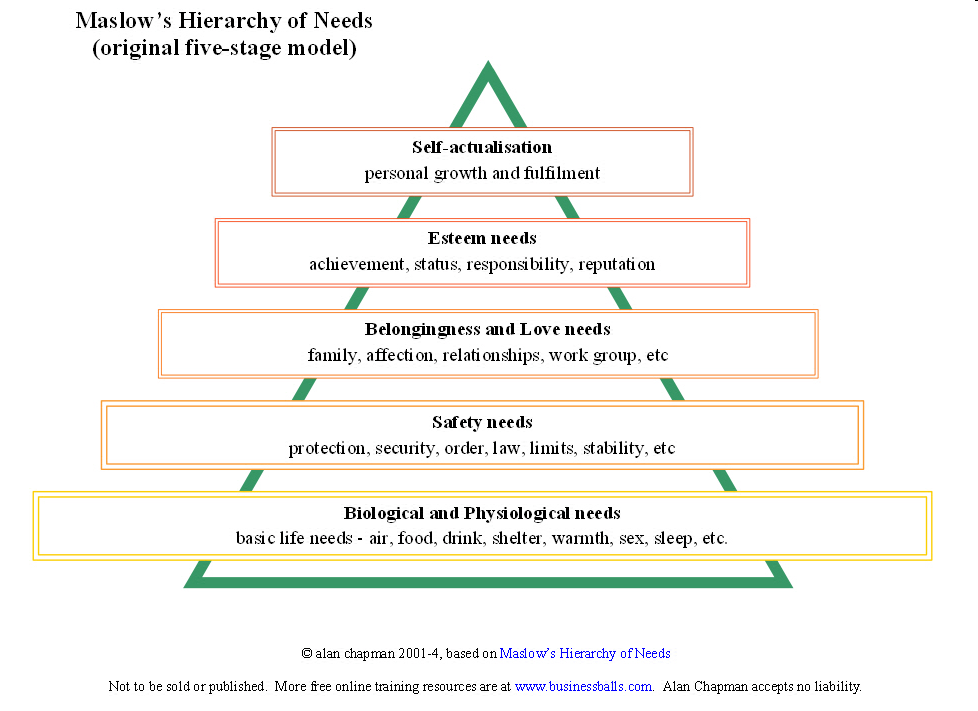 Maslow’s Hierarchy of Needs
(original five-stage model)
Self-actualisation
personal growth and fulfilment
Esteem needs
achievement, status, responsibility, reputation
Belongingness and Love needs
family, affection, relationships, work group, etc
Safety needs
protection, security, order, law, limits, stability, etc
Biological and Physiological needs
basic life needs - air, food, drink, shelter, warmth, sex, sleep, etc.
© alan chapman 2001-4, based on Maslow’s Hierarchy of Needs
Not to be sold or published.  More free online training resources are at www.businessballs.com.  Alan Chapman accepts no liability.